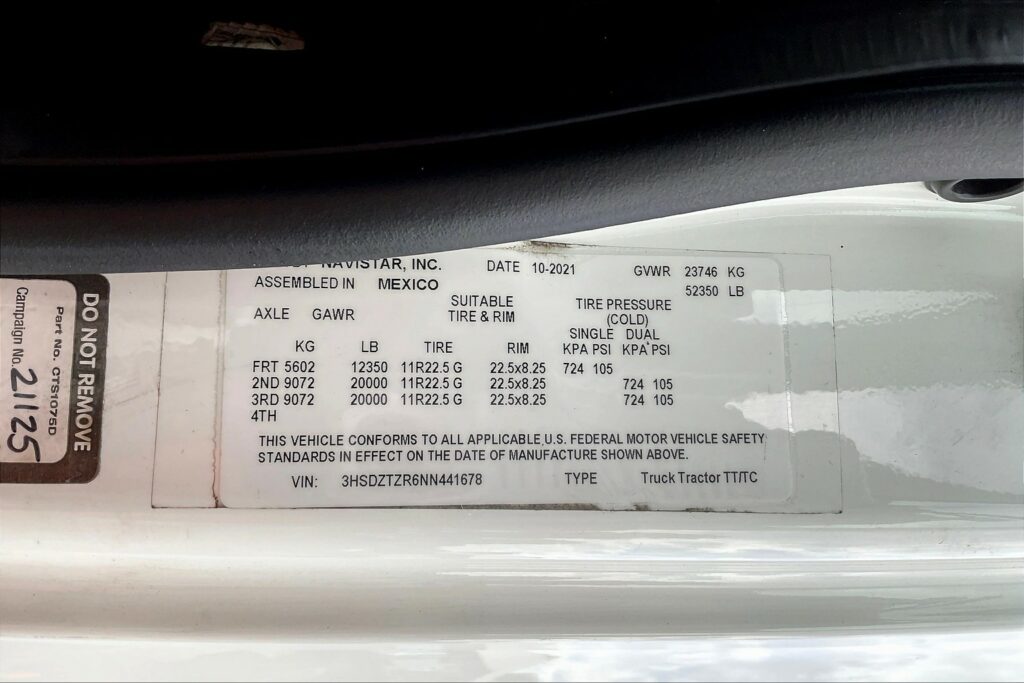 NAVISTAR, INC. DATE 10-2021 GVWR 23746 KG
ASSEMBLED IN MEXICO 52350 LB
AXLE GAWR SUITABLE TIRE & RIM TIRE PRESSURE (COLD)
SINGLE DUAL
KG LB TIRE RIM KPA PSI KPA PSI
FRT 5602 12350 11R22.5 G 22.5x8.25 724 105
2ND 9072 20000 11R22.5 G 22.5x8.25 724 105
3RD 9072 20000 11R22.5 G 22.5x8.25 724 105
4TH
THIS VEHICLE CONFORMS TO ALL APPLICABLE U.S. FEDERAL MOTOR VEHICLE SAFETY
STANDARDS IN EFFECT ON THE DATE OF MANUFACTURE SHOWN ABOVE.
VIN: 3HSDZTZR6NN441678 TYPE Truck Tractor TT/TC
DO NOT REMOVE
Part No. CTS1075D
Campaign No. 21125